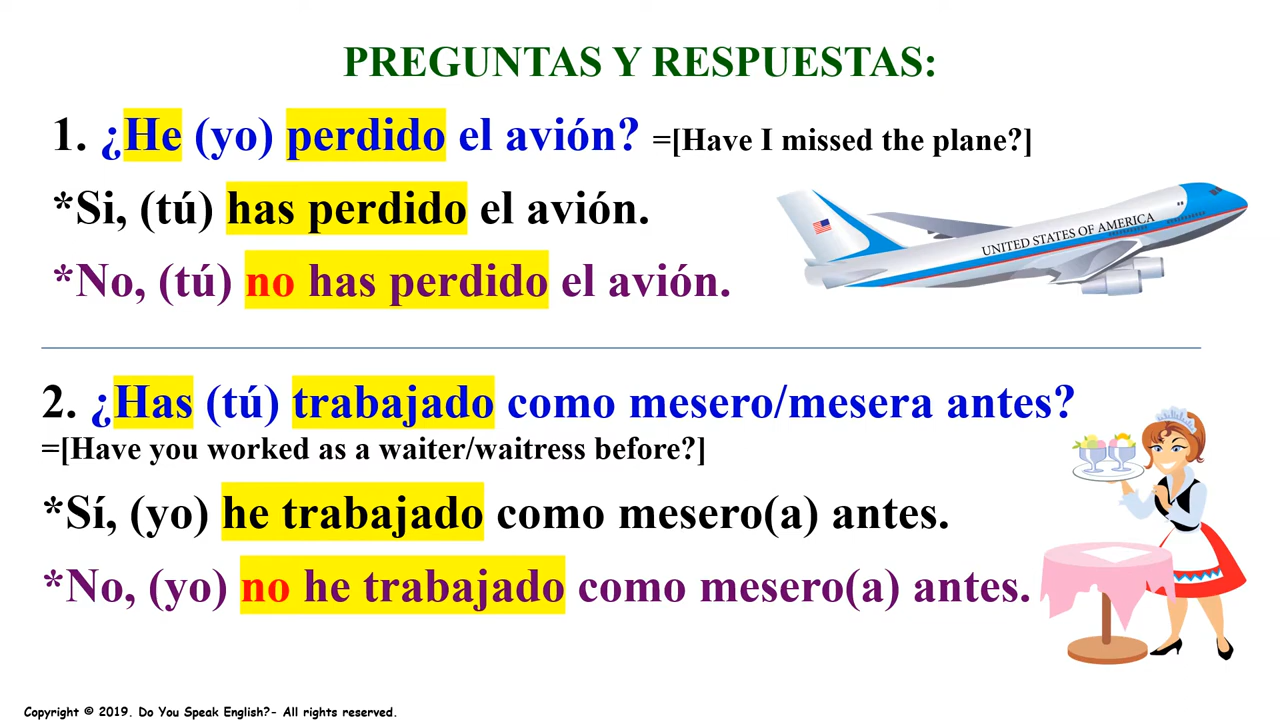 PREGUNTAS Y RESPUESTAS:
1. ¿He (yo) perdido el avión? =[Have I missed the plane?]
*Si, (tú) has perdido el avión.
*No, (tú) no has perdido el avión.
UNITED STATES OF AMERICA
2. ¿Has (tú) trabajado como mesero/mesera antes?
=[Have you worked as a waiter/waitress before?]
*Sí, (yo) he trabajado como mesero(a) antes.
*No, (yo) no he trabajado como mesero(a) antes.
Copyright © 2019. Do You Speak English?- All rights reserved.